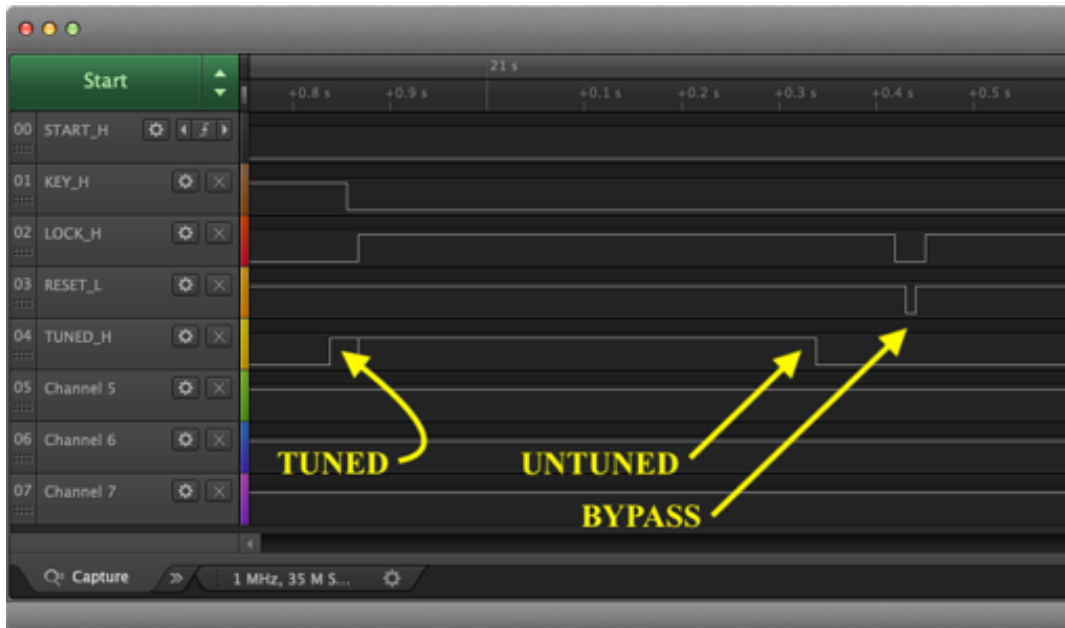 21 s
Start
+0.8 s +0.9 s +0.1 s +0.2 s +0.3 s +0.4 s +0.5 s
00 START_H
01 KEY_H
02 LOCK_H
03 RESET_L
04 TUNED_H
05 Channel 5
06 Channel 6
TUNED UNTUNED
07 Channel 7
BYPASS
Capture 1 MHz, 35 M S...